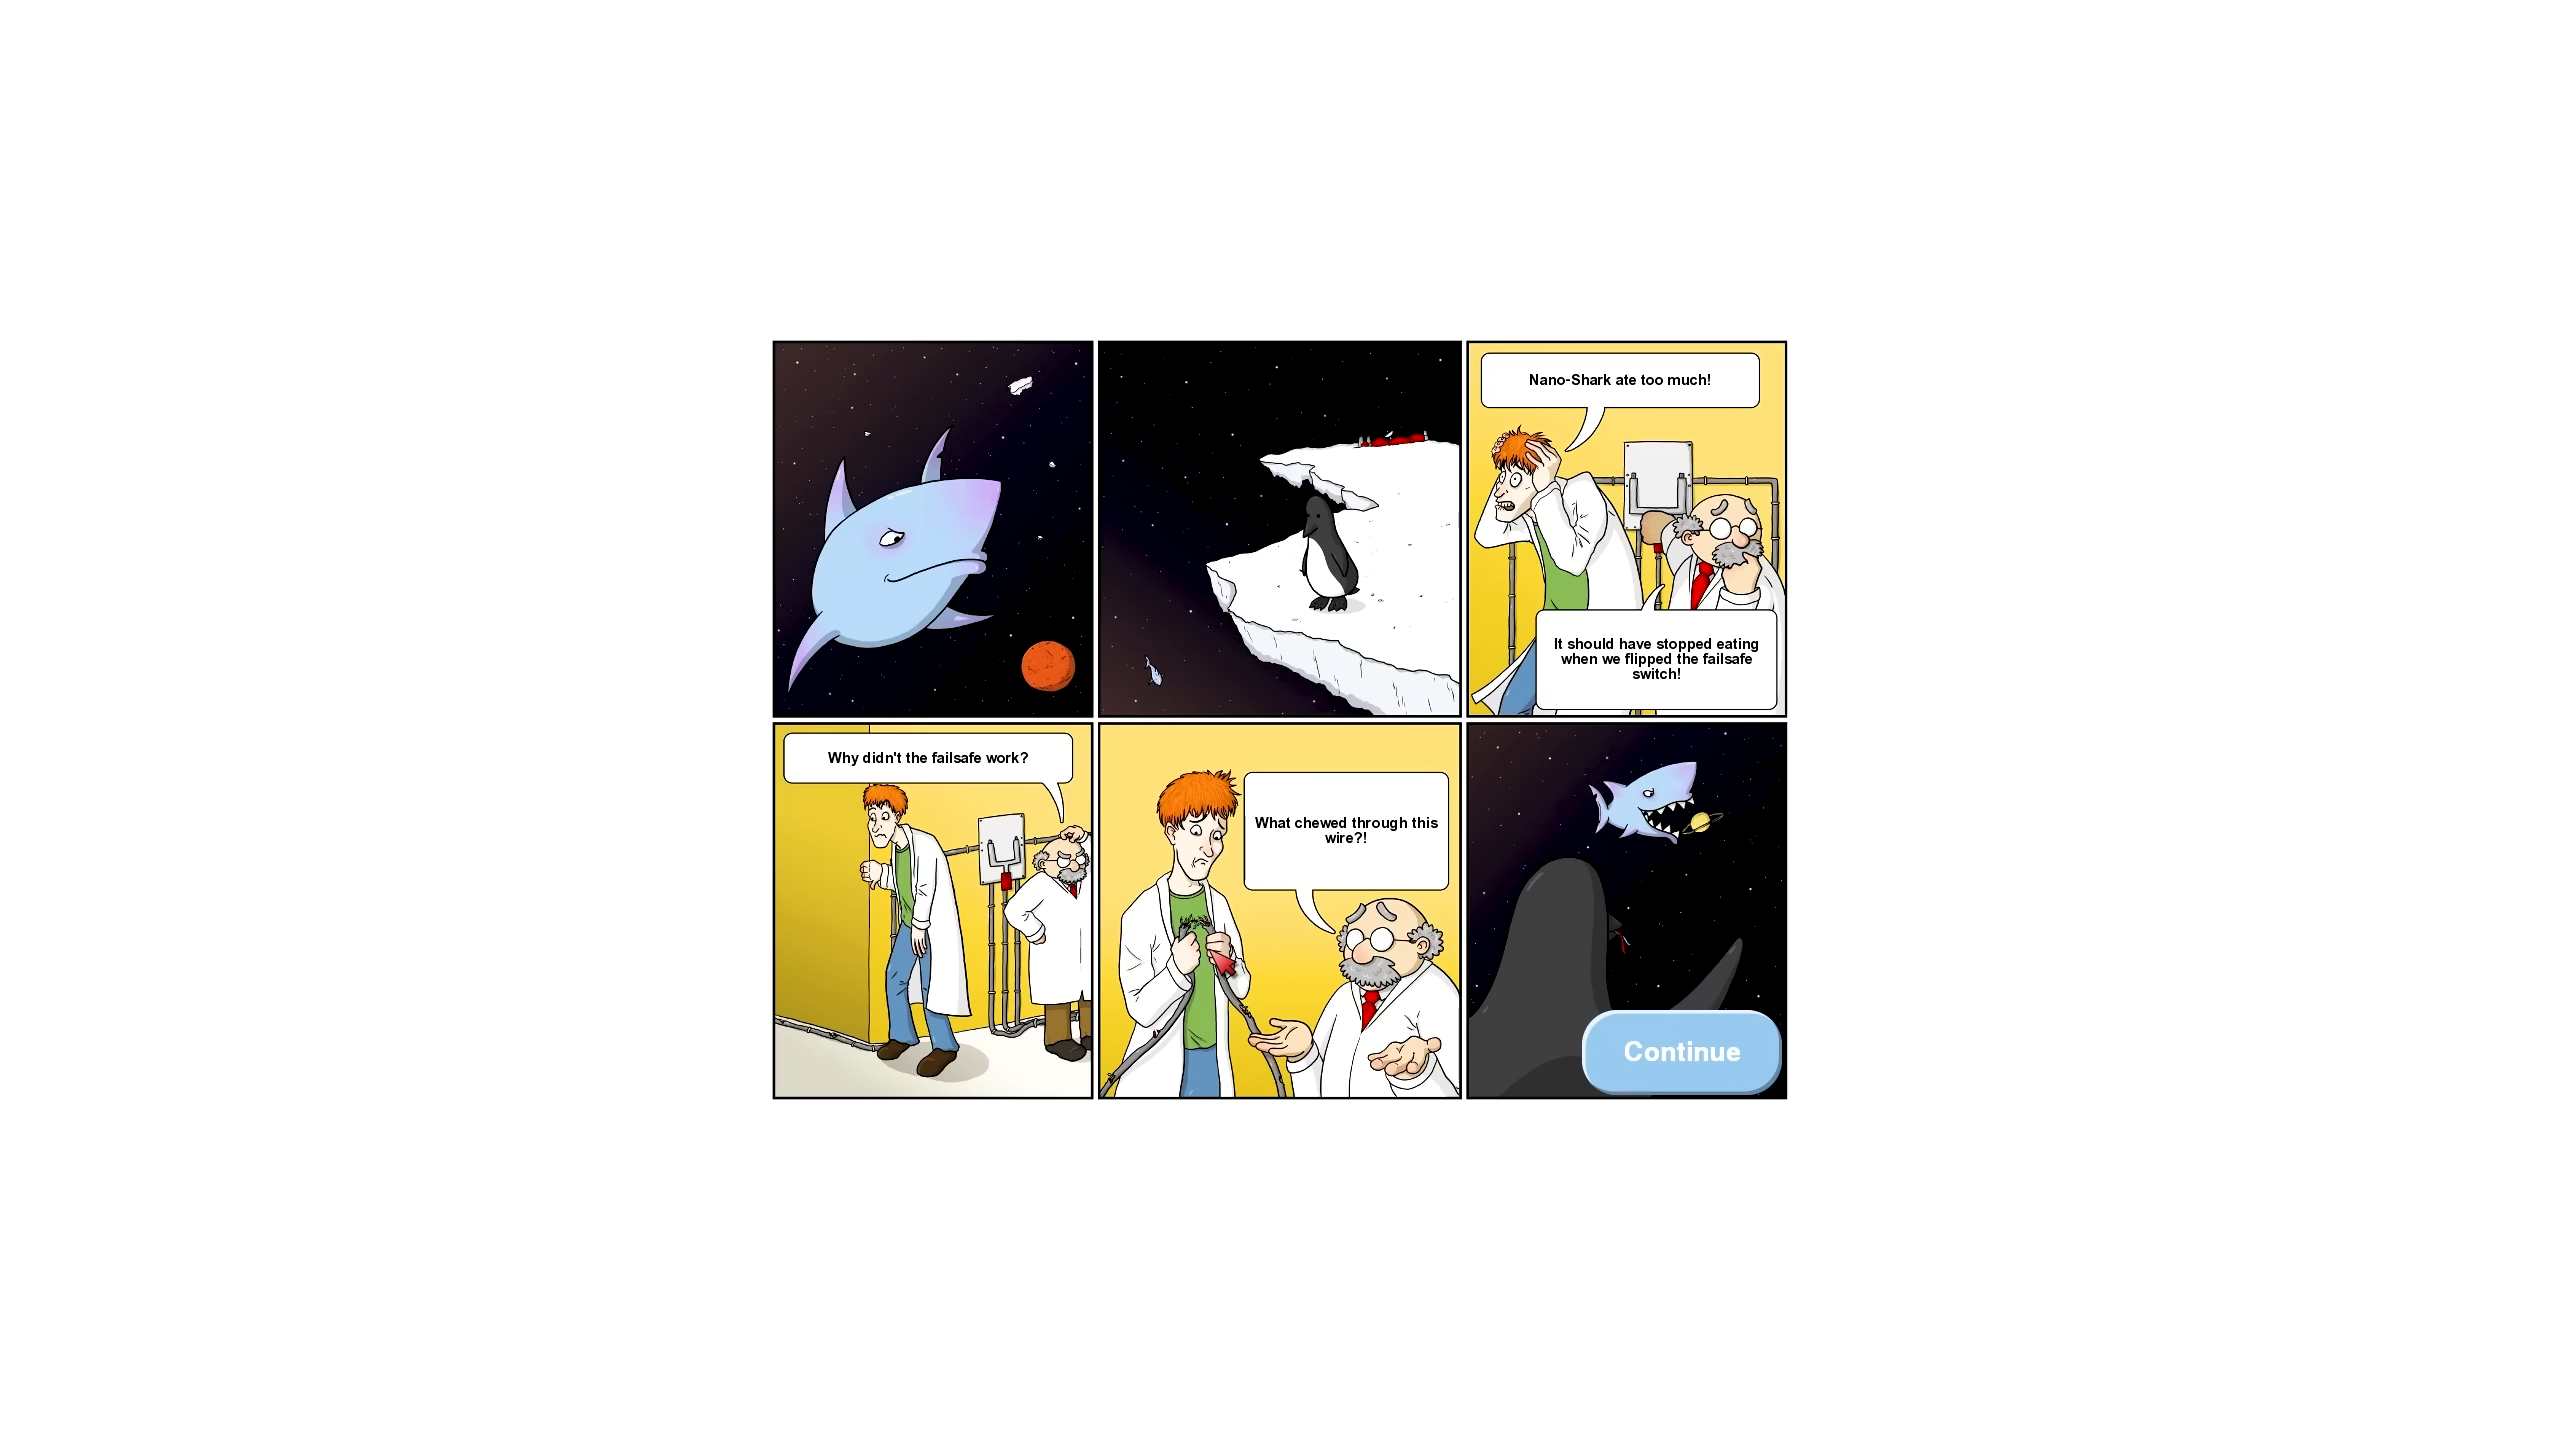 Nano-Shark ate too much!
It should have stopped eating
when we flipped the failsafe
switch!
Why didn't the failsafe work?
What chewed through this
wire?!
Continue